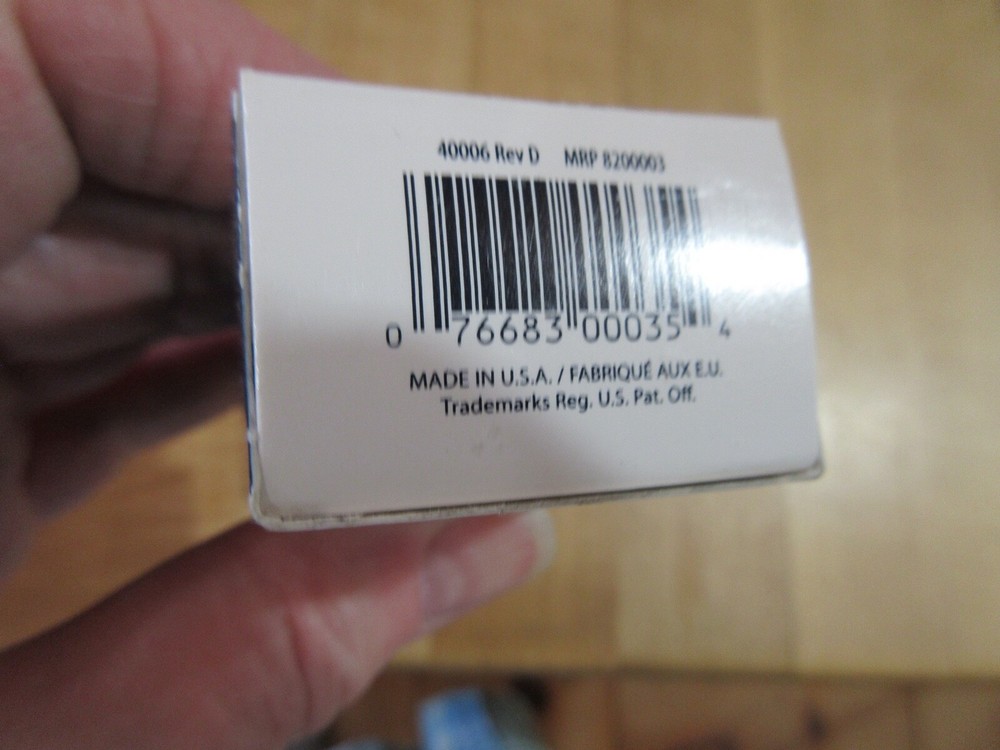 40006 Rev D MRP 8200003
0 76683 00035 4
MADE IN U.S.A. / FABRIQUÉ AUX E.U.
Trademarks Reg. U.S. Pat. Off.